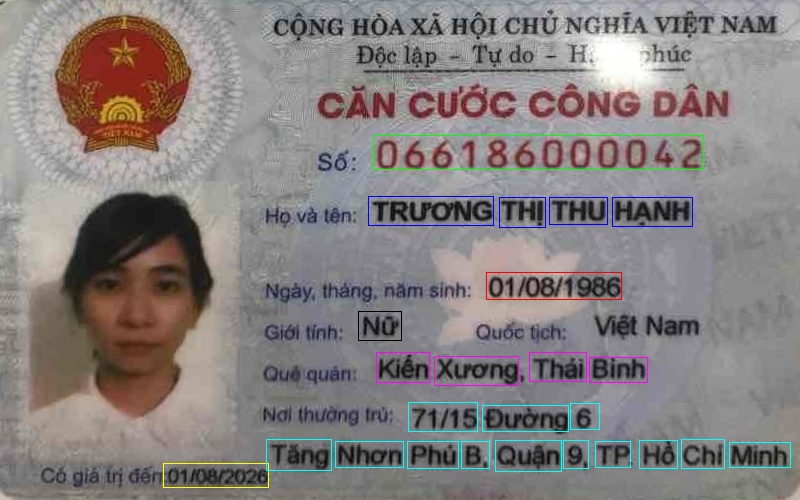 CỘNG HÒA XÃ HỘI CHỦ NGHĨA VIỆT NAM
Độc lập – Tự do – H phúc
CĂN CƯỚC CÔNG DÂN
Số: 066186000042
Họ và tên: TRƯƠNG THỊ THU HẠNH
Ngày, tháng, năm sinh: 01/08/1986
Giới tính: Nữ Quốc tịch: Việt Nam
Quê quán: Kiến Xương, Thái Bình
Nơi thường trú: 71/15 Đường 6
Tăng Nhơn Phú B, Quận 9, TP. Hồ Chí Minh
Có giá trị đến: 01/08/2026